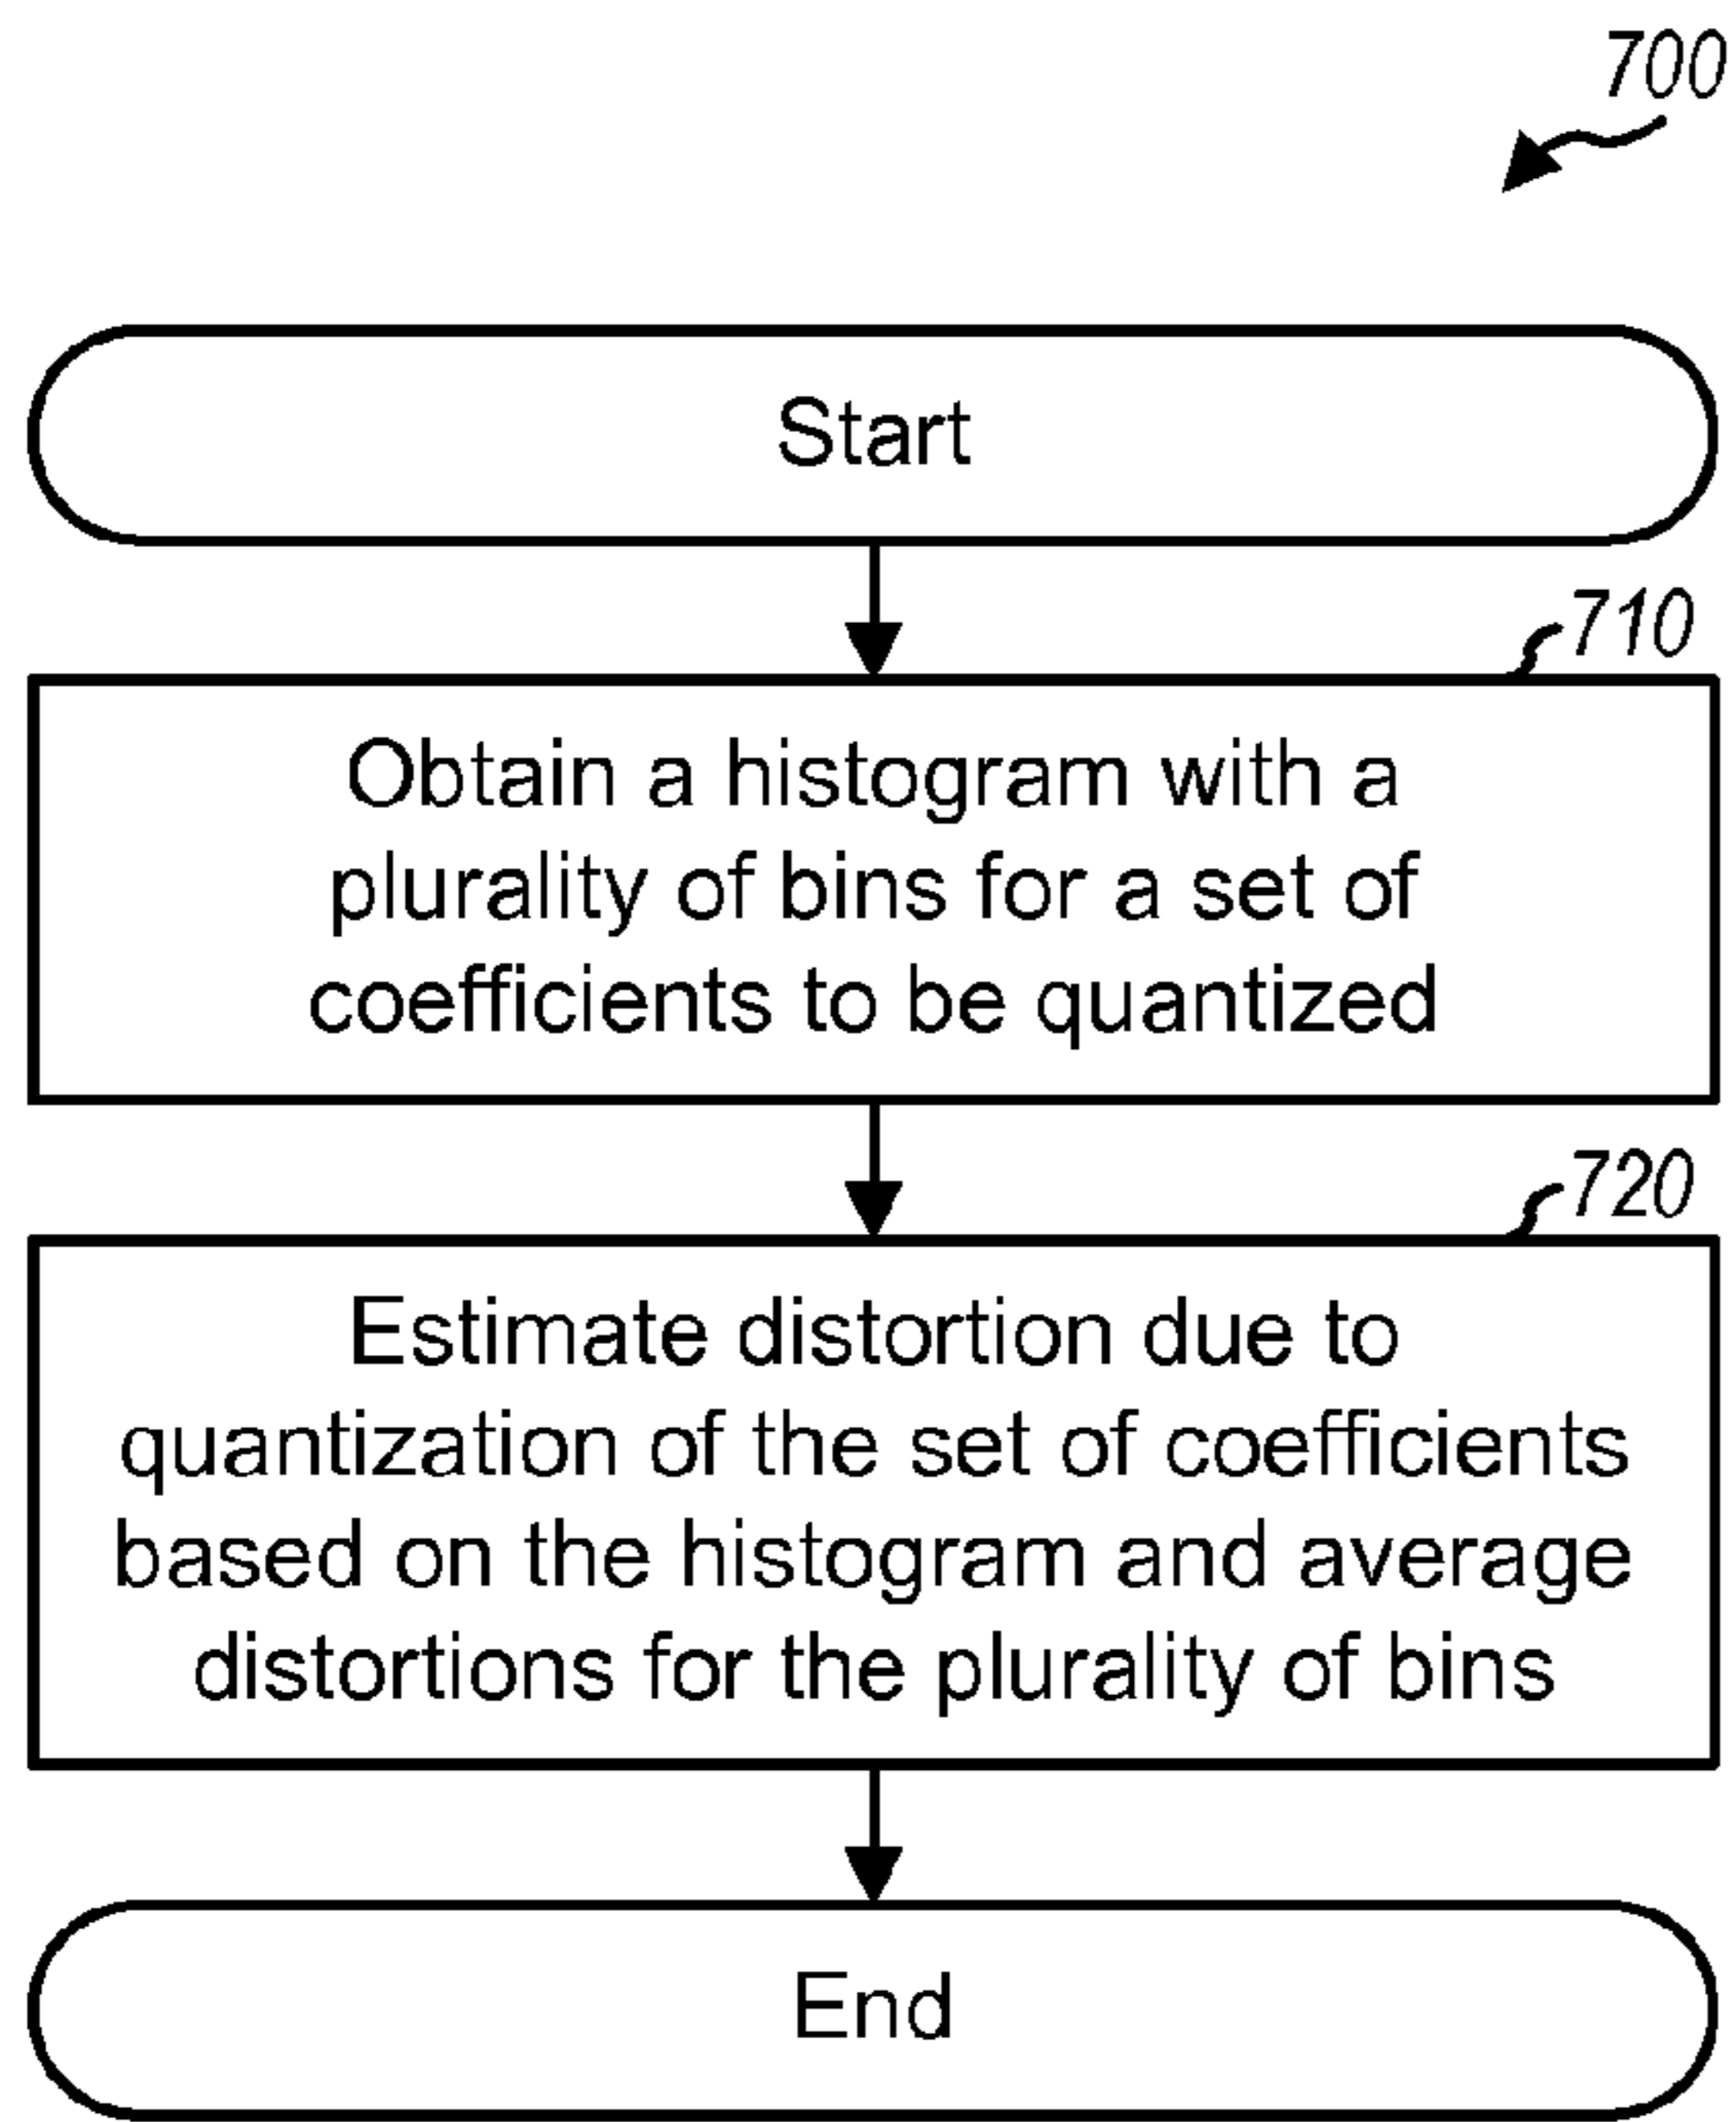 700
Start
710
Obtain a histogram with a
plurality of bins for a set of
coefficients to be quantized
720
Estimate distortion due to
quantization of the set of coefficients
based on the histogram and average
distortions for the plurality of bins
End